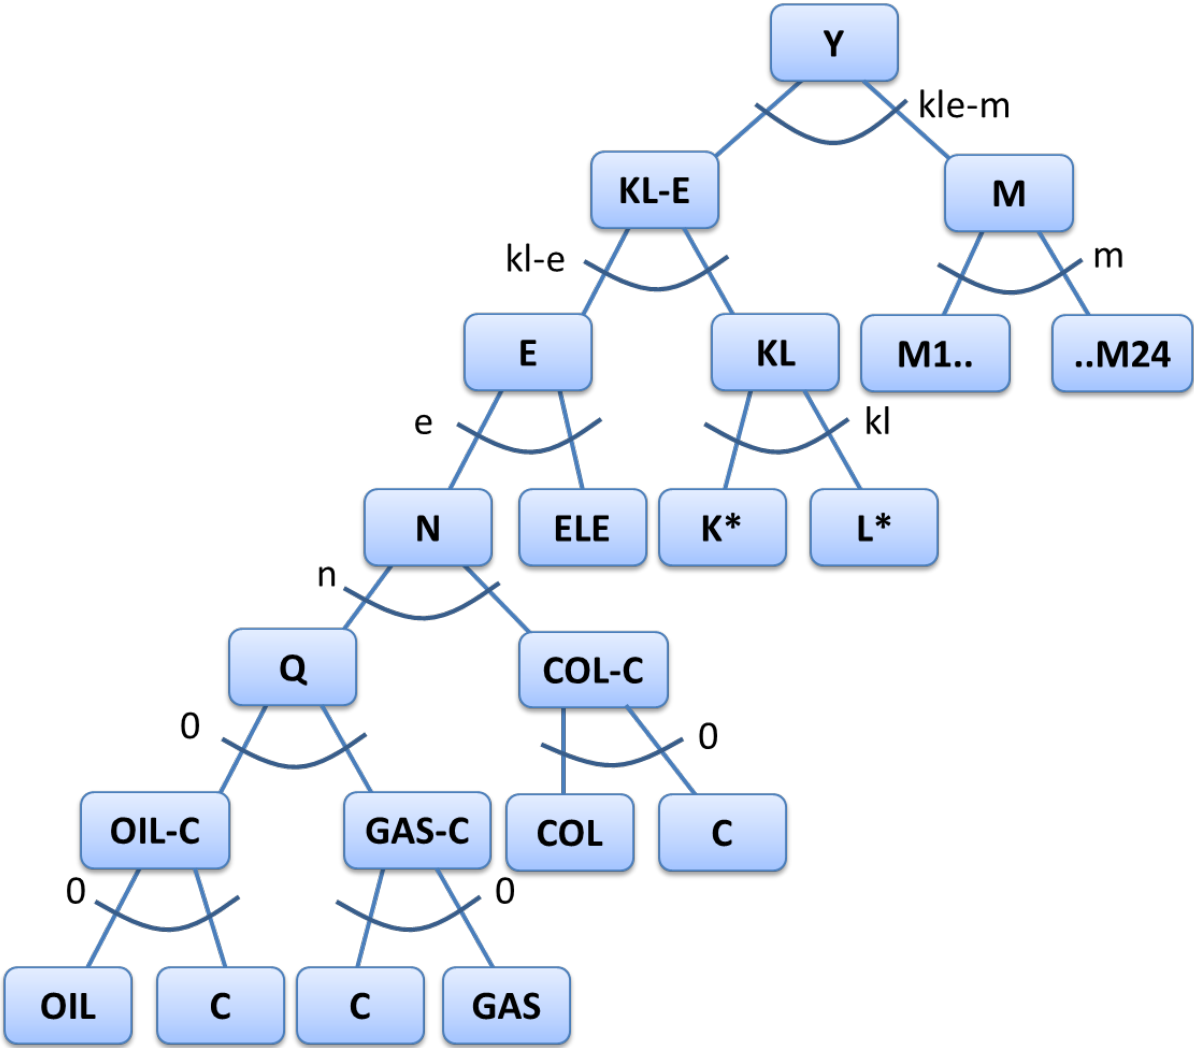 Y
kle-m
KL-E
M
kl-e
m
E
KL
M1..
..M24
e
kl
N
ELE
K*
L*
n
Q
COL-C
0
0
OIL-C
GAS-C
COL
C
0
0
OIL
C
C
GAS